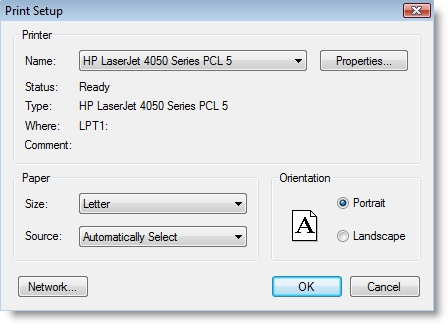 Print Setup
Printer
Name: HP LaserJet 4050 Series PCL 5 Properties...
Status: Ready
Type: HP LaserJet 4050 Series PCL 5
Where: LPT1:
Comment:
Paper
Size: Letter
Source: Automatically Select
Orientation
A
Portrait
Landscape
Network... OK Cancel